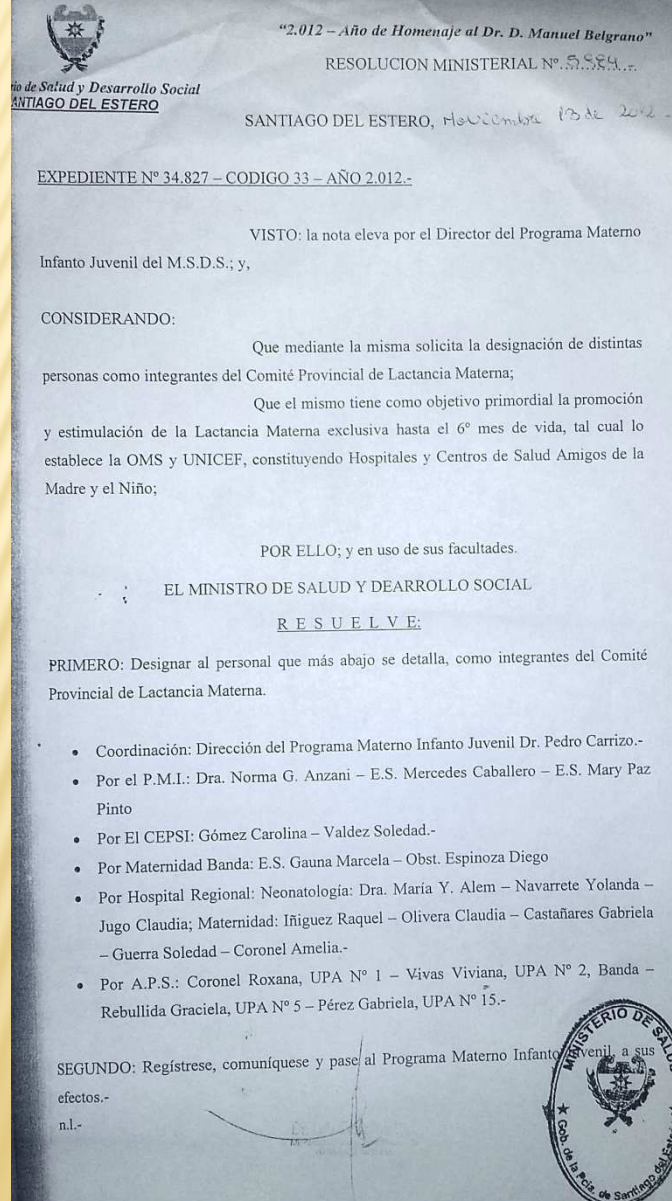 "2.012 – Año de Homenaje al Dr. D. Manuel Belgrano"
RESOLUCION MINISTERIAL Nº. 5.984.-
io de Salud y Desarrollo Social
ANTIAGO DEL ESTERO
SANTIAGO DEL ESTERO, Noviembre 13 de 2012 -
EXPEDIENTE Nº 34.827 – CODIGO 33 – AÑO 2.012.-
VISTO: la nota eleva por el Director del Programa Materno
Infanto Juvenil del M.S.D.S.; y,
CONSIDERANDO:
Que mediante la misma solicita la designación de distintas
personas como integrantes del Comité Provincial de Lactancia Materna;
Que el mismo tiene como objetivo primordial la promoción
y estimulación de la Lactancia Materna exclusiva hasta el 6º mes de vida, tal cual lo
establece la OMS y UNICEF, constituyendo Hospitales y Centros de Salud Amigos de la
Madre y el Niño;
POR ELLO; y en uso de sus facultades.
EL MINISTRO DE SALUD Y DEARROLLO SOCIAL
R E S U E L V E:
PRIMERO: Designar al personal que más abajo se detalla, como integrantes del Comité
Provincial de Lactancia Materna.
• Coordinación: Dirección del Programa Materno Infanto Juvenil Dr. Pedro Carrizo.-
• Por el P.M.I.: Dra. Norma G. Anzani – E.S. Mercedes Caballero – E.S. Mary Paz
Pinto
• Por El CEPSI: Gómez Carolina – Valdez Soledad.-
• Por Maternidad Banda: E.S. Gauna Marcela – Obst. Espinoza Diego
• Por Hospital Regional: Neonatología: Dra. María Y. Alem – Navarrete Yolanda –
Jugo Claudia; Maternidad: Iñiguez Raquel – Olivera Claudia – Castañares Gabriela
– Guerra Soledad – Coronel Amelia.-
• Por A.P.S.: Coronel Roxana, UPA Nº 1 – Vivas Viviana, UPA Nº 2, Banda –
Rebullida Graciela, UPA Nº 5 – Pérez Gabriela, UPA Nº 15.-
SEGUNDO: Regístrese, comuníquese y pase al Programa Materno Infanto Juvenil, a sus
efectos.-
n.l.-
MINISTERIO DE SALUD
★ Gob. de la Pcia. de Santiago del